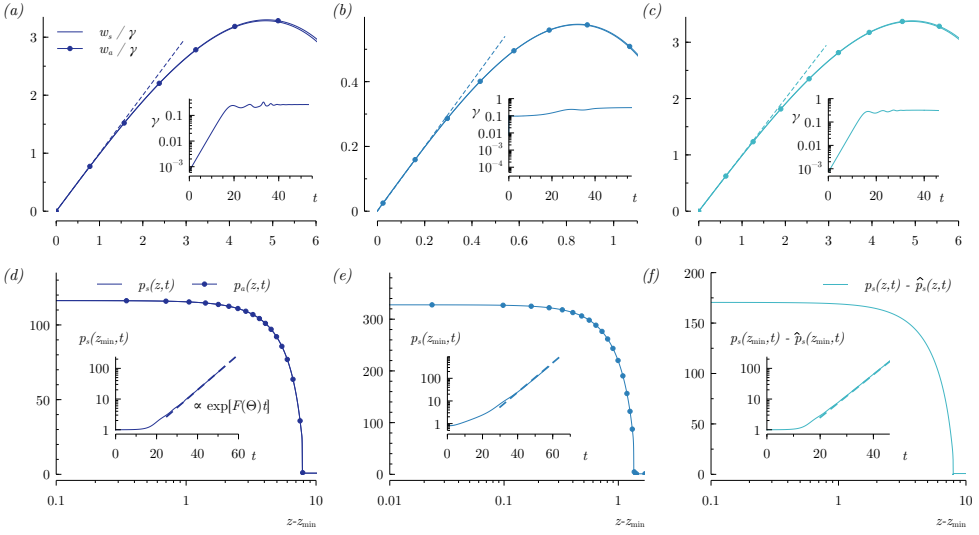 (a) (b) (c)
w_s / γ
w_a / γ
3
2
1
0
0 1 2 3 4 5 6
γ
0.1
0.01
10⁻³
0 20 40 t
0.4
0.2
0
0 0.2 0.4 0.6 0.8 1
γ
1
0.1
0.01
10⁻³
10⁻⁴
0 20 40 t
3
2
1
0
0 1 2 3 4 5 6
γ
1
0.1
0.01
10⁻³
0 20 40 t
(d) (e) (f)
p_s(z,t) p_a(z,t)
100
50
0
0.1 1 10
z-z_min
p_s(z_min,t)
100
10
1
0 20 40 60 t
∝ exp[F(Θ)t]
300
200
100
0
0.01 0.1 1
z-z_min
p_s(z_min,t)
100
10
1
0 20 40 60 t
p_s(z,t) - p̂_s(z,t)
200
150
100
50
0
0.1 1 10
z-z_min
p_s(z_min,t) - p̂_s(z_min,t)
100
10
1
0 20 40 t